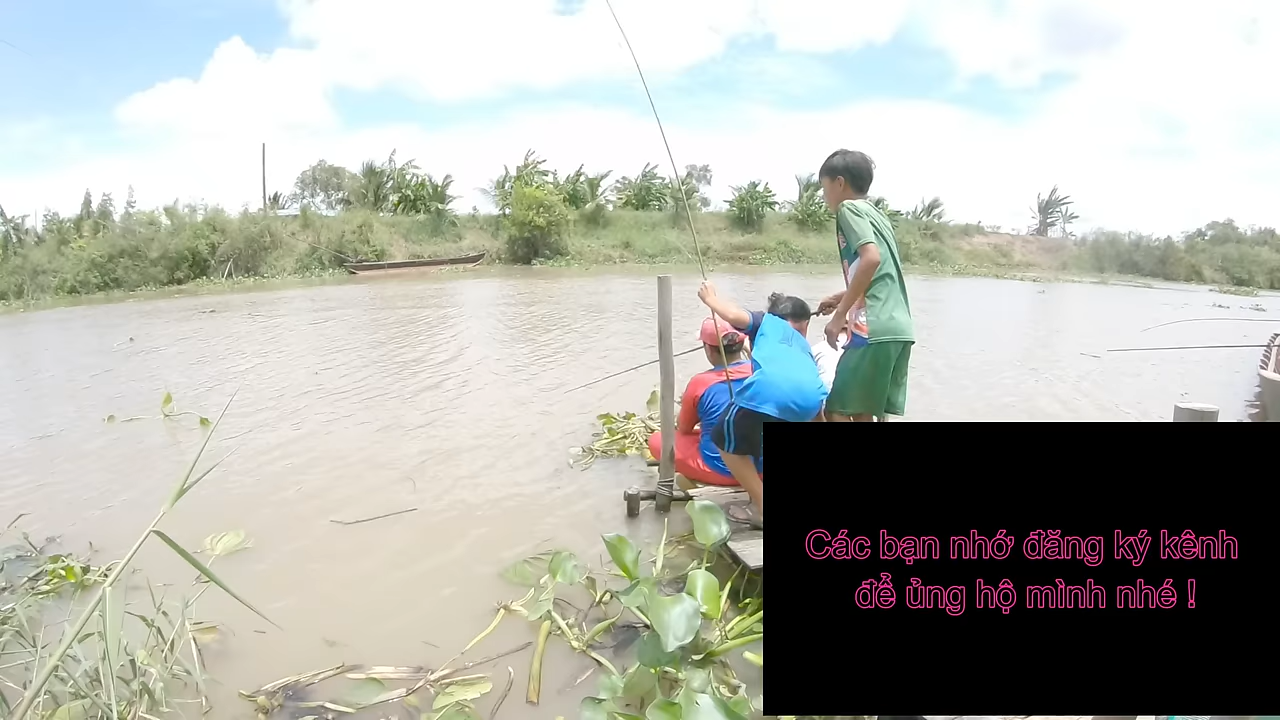 Các bạn nhớ đăng ký kênh
để ủng hộ mình nhé !